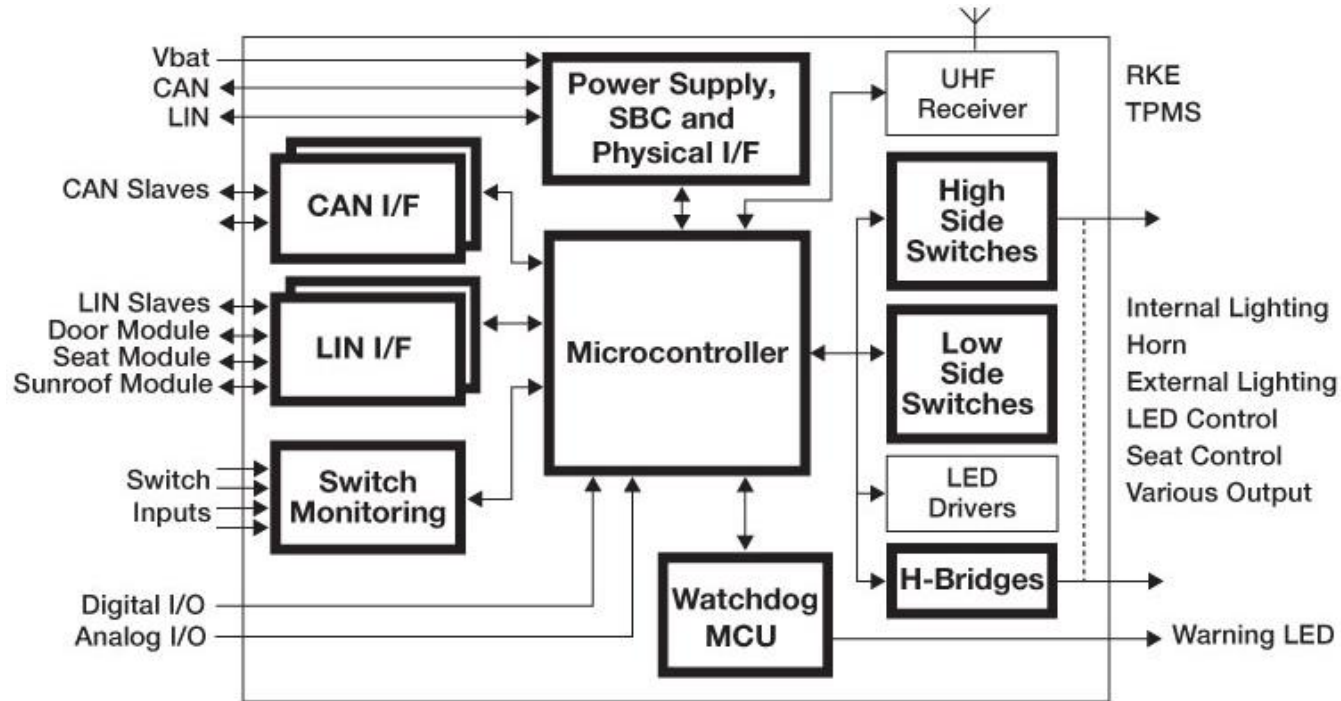 Vbat
CAN
LIN
CAN Slaves
LIN Slaves
Door Module
Seat Module
Sunroof Module
Switch
Inputs
Digital I/O
Analog I/O
CAN I/F
LIN I/F
Switch
Monitoring
Power Supply,
SBC and
Physical I/F
Microcontroller
Watchdog
MCU
UHF
Receiver
High
Side
Switches
Low
Side
Switches
LED
Drivers
H-Bridges
RKE
TPMS
Internal Lighting
Horn
External Lighting
LED Control
Seat Control
Various Output
Warning LED